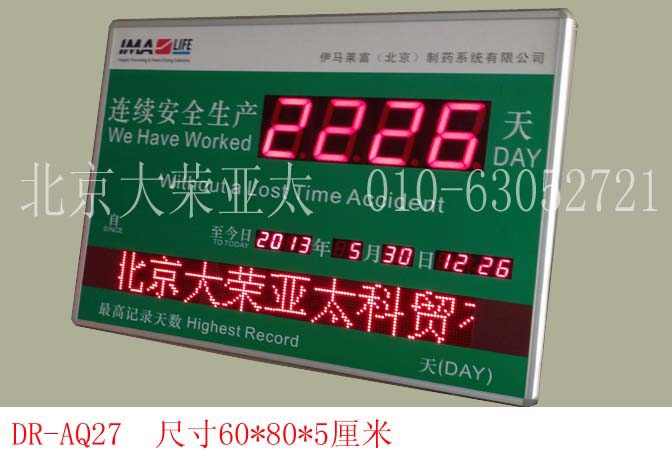 IMA LIFE
伊马莱富（北京）制药系统有限公司
连续安全生产 2226 天
We Have Worked DAY
Without a Lost Time Accident
北京大荣亚太 010-63052721
自 至今日 2013年 5月30日 12 26
SINCE TO TODAY
北京大荣亚太科贸
最高记录天数 Highest Record
天(DAY)
DR-AQ27 尺寸60*80*5厘米